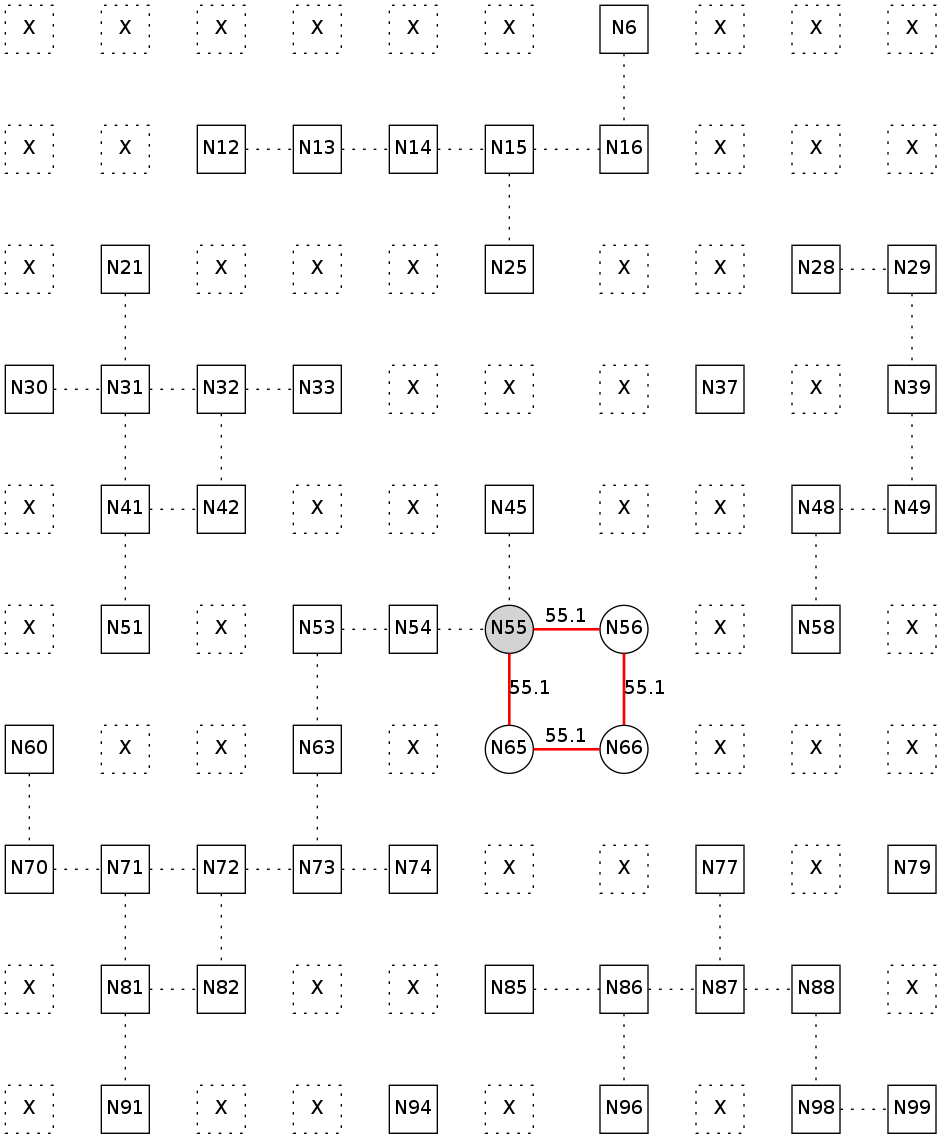 X X X X X X N6 X X X
X X N12 N13 N14 N15 N16 X X X
X N21 X X X N25 X X N28 N29
N30 N31 N32 N33 X X X N37 X N39
X N41 N42 X X N45 X X N48 N49
55.1
X N51 X N53 N54 N55 N56 X N58 X
55.1 55.1
55.1
N60 X X N63 X N65 N66 X X X
N70 N71 N72 N73 N74 X X N77 X N79
X N81 N82 X X N85 N86 N87 N88 X
X N91 X X N94 X N96 X N98 N99